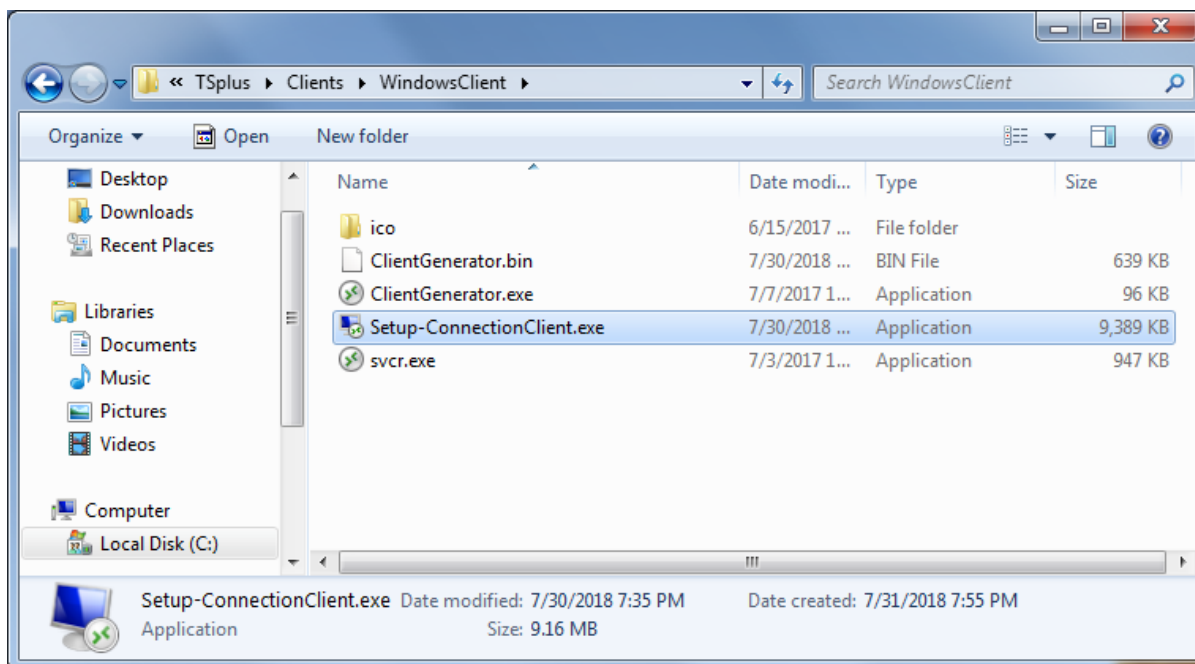 « TSplus ▸ Clients ▸ WindowsClient ▸ Search WindowsClient
Organize Open New folder
Desktop
Downloads
Recent Places
Libraries
Documents
Music
Pictures
Videos
Computer
Local Disk (C:)
Name Date modi... Type Size
ico 6/15/2017 ... File folder
ClientGenerator.bin 7/30/2018 ... BIN File 639 KB
ClientGenerator.exe 7/7/2017 1... Application 96 KB
Setup-ConnectionClient.exe 7/30/2018 ... Application 9,389 KB
svcr.exe 7/3/2017 1... Application 947 KB
Setup-ConnectionClient.exe Date modified: 7/30/2018 7:35 PM Date created: 7/31/2018 7:55 PM
Application Size: 9.16 MB